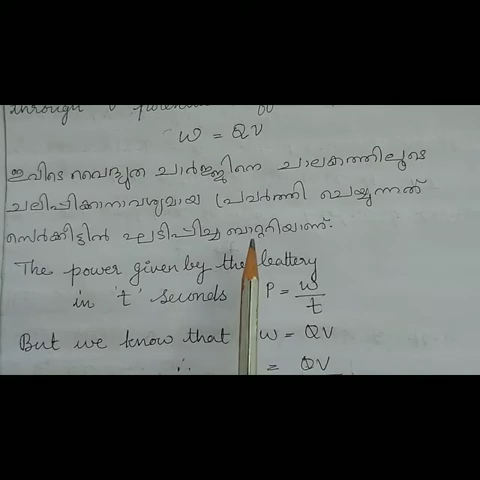 through V
W = QV
ഇവിടെ വൈദ്യുത ചാർജ്ജിനെ ചാലകത്തിലൂടെ
ചലിപ്പിക്കാനാവശ്യമായ പ്രവർത്തി ചെയ്യുന്നത്
സെർക്കീട്ടിൽ ഘടിപ്പിച്ച ബാറ്ററിയാണ്.
The power given by the battery
in 't' seconds P = W/t
But we know that W = QV
∴ = QV